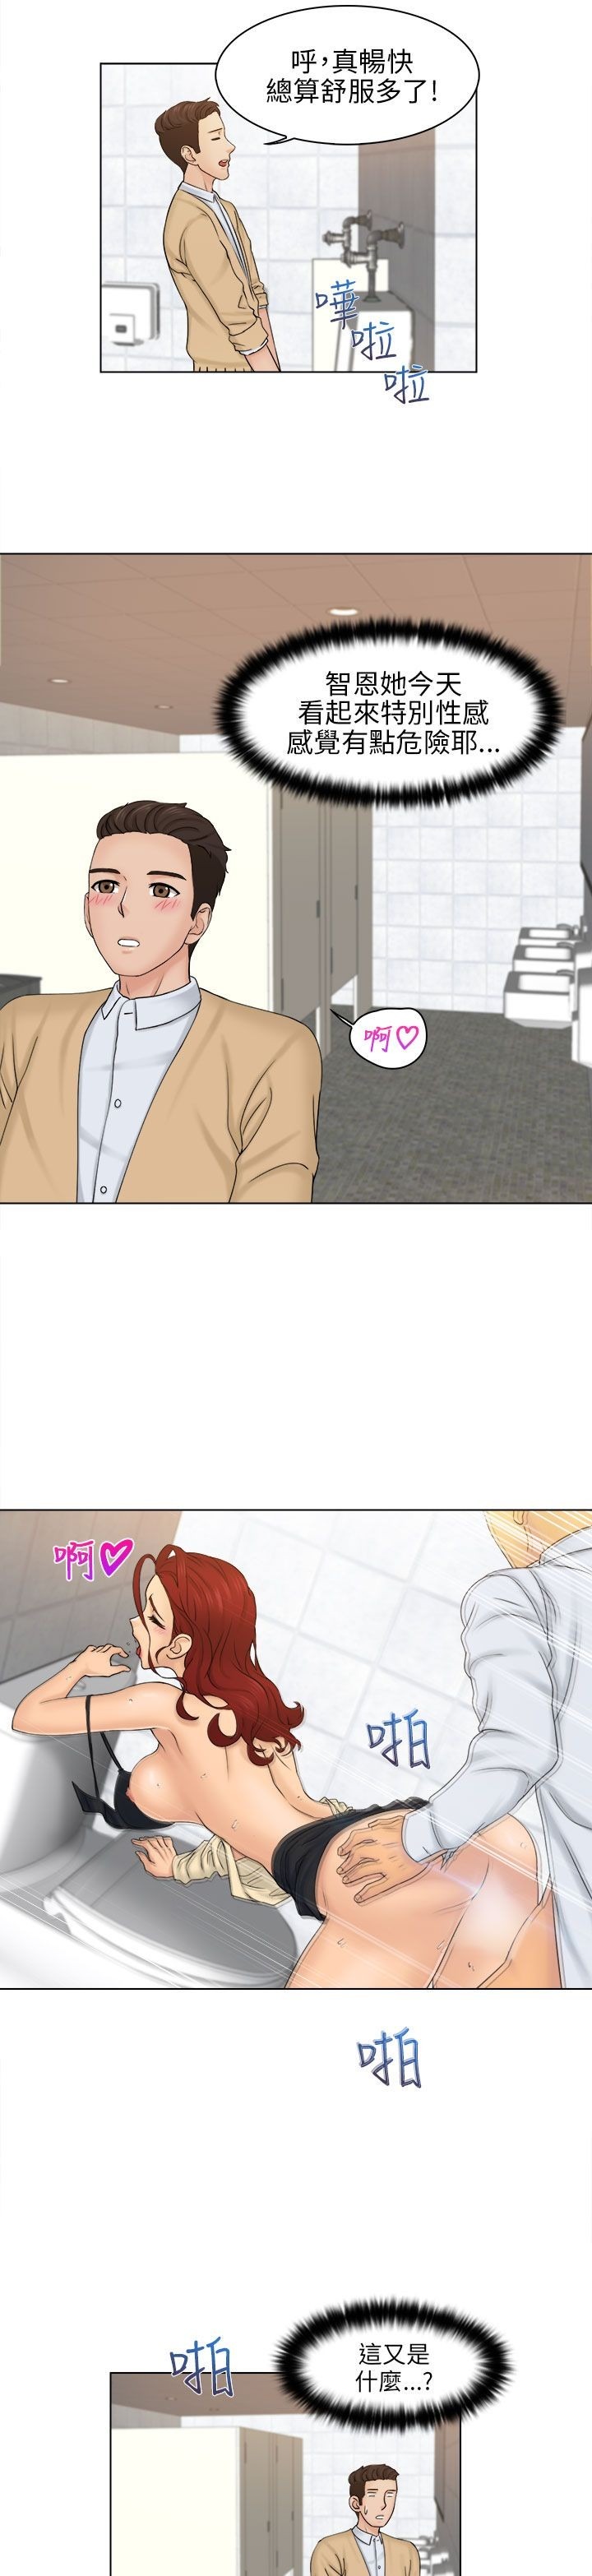 呼,真暢快
總算舒服多了!
嘩
啦
啦
智恩她今天
看起來特別性感
感覺有點危險耶...
啊♡
啊♡
啪
啪
啪
這又是
什麼...?